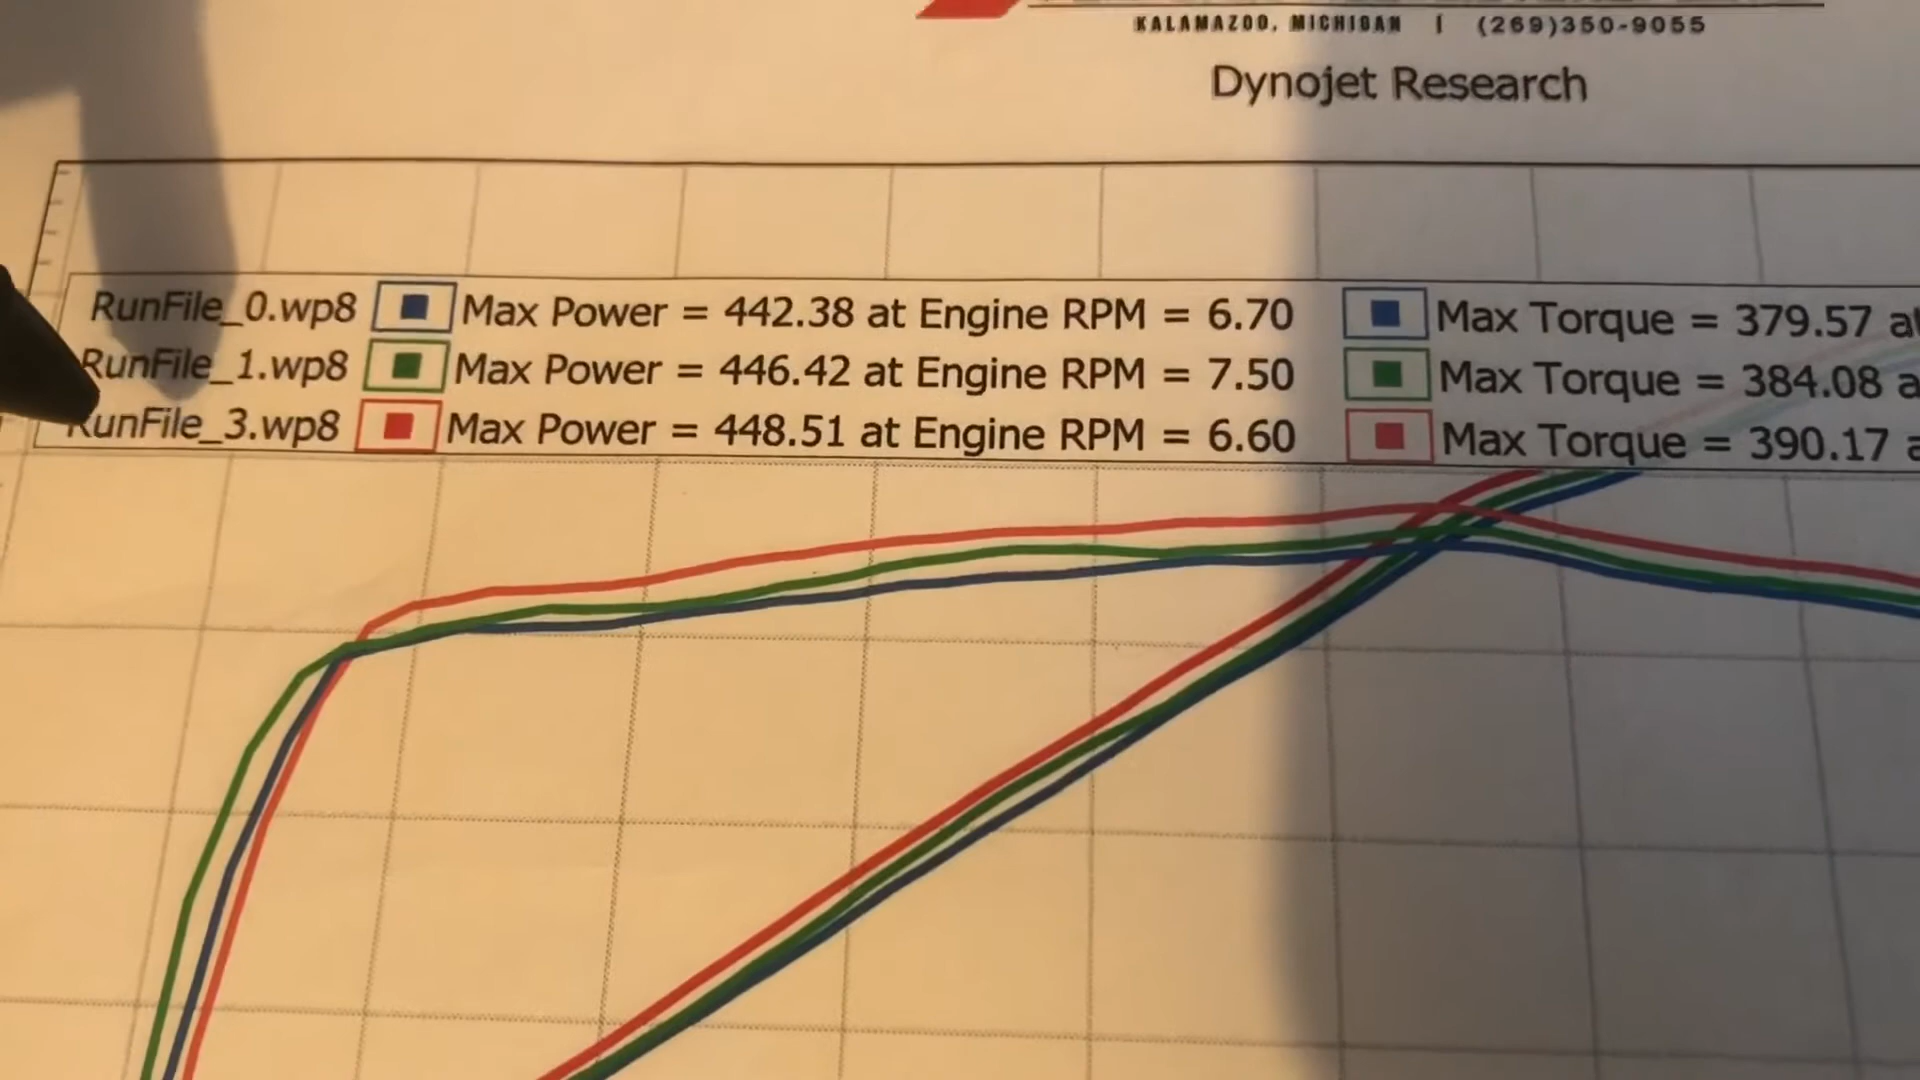 KALAMAZOO, MICHIGAN | (269)350-9055
Dynojet Research
RunFile_0.wp8 Max Power = 442.38 at Engine RPM = 6.70 Max Torque = 379.57 at
RunFile_1.wp8 Max Power = 446.42 at Engine RPM = 7.50 Max Torque = 384.08 a
RunFile_3.wp8 Max Power = 448.51 at Engine RPM = 6.60 Max Torque = 390.17 a